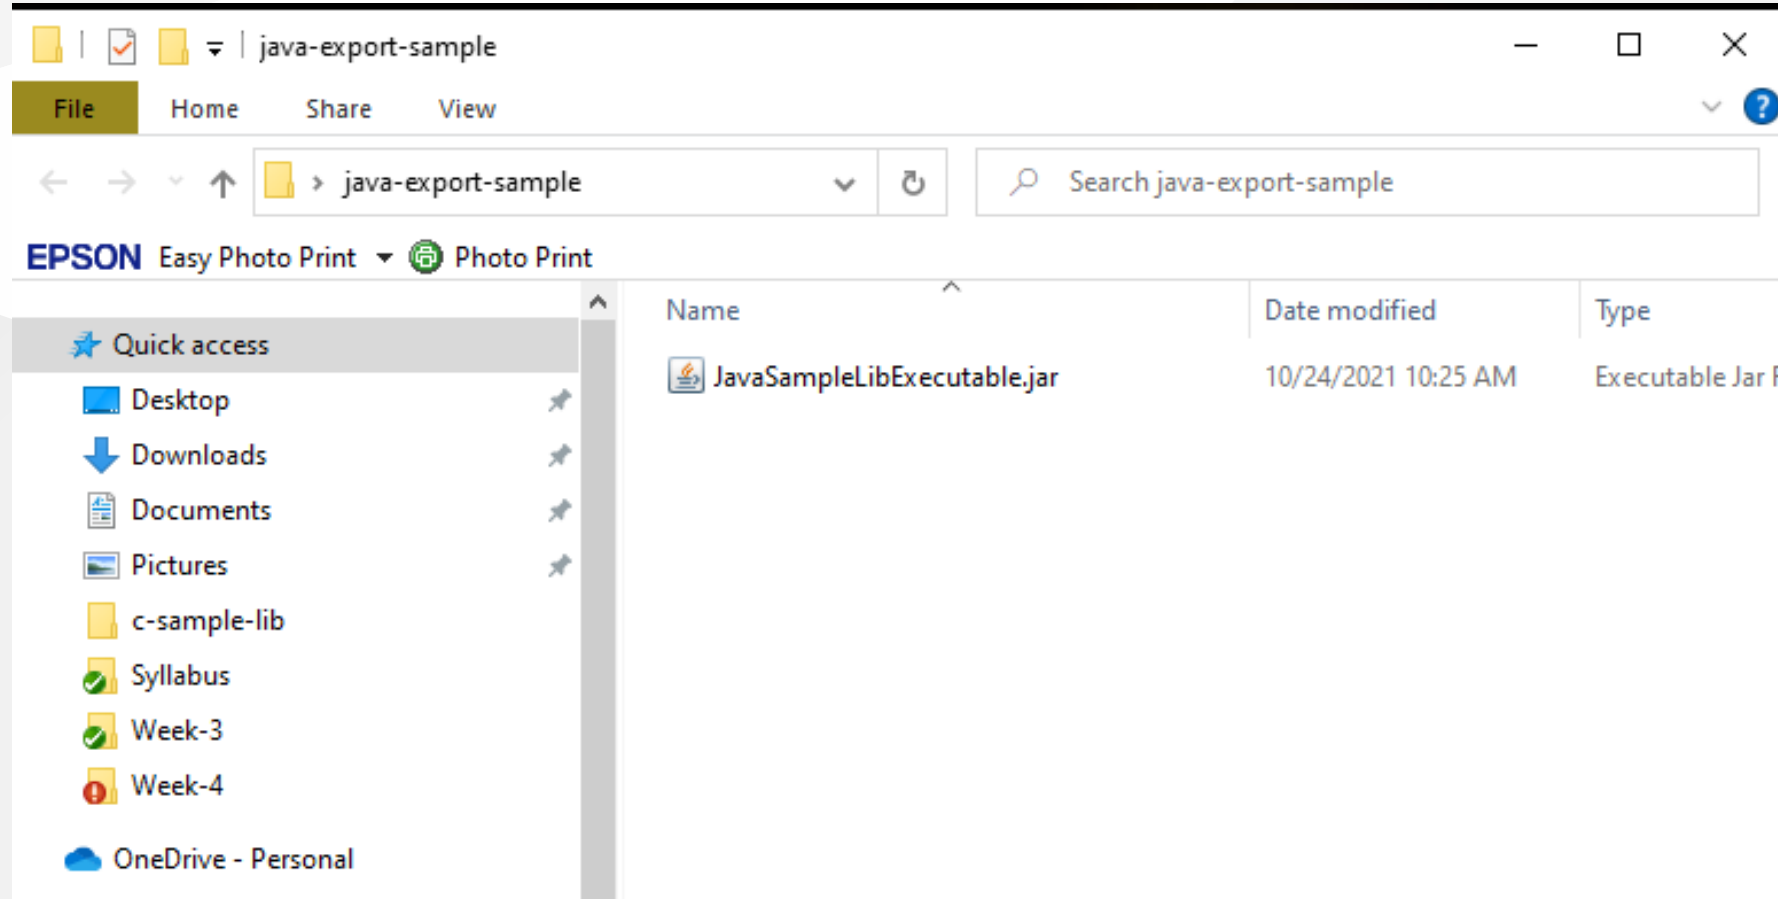 java-export-sample
File Home Share View
java-export-sample
Search java-export-sample
EPSON Easy Photo Print Photo Print
Name Date modified Type
Quick access
JavaSampleLibExecutable.jar 10/24/2021 10:25 AM Executable Jar F
Desktop
Downloads
Documents
Pictures
c-sample-lib
Syllabus
Week-3
Week-4
OneDrive - Personal